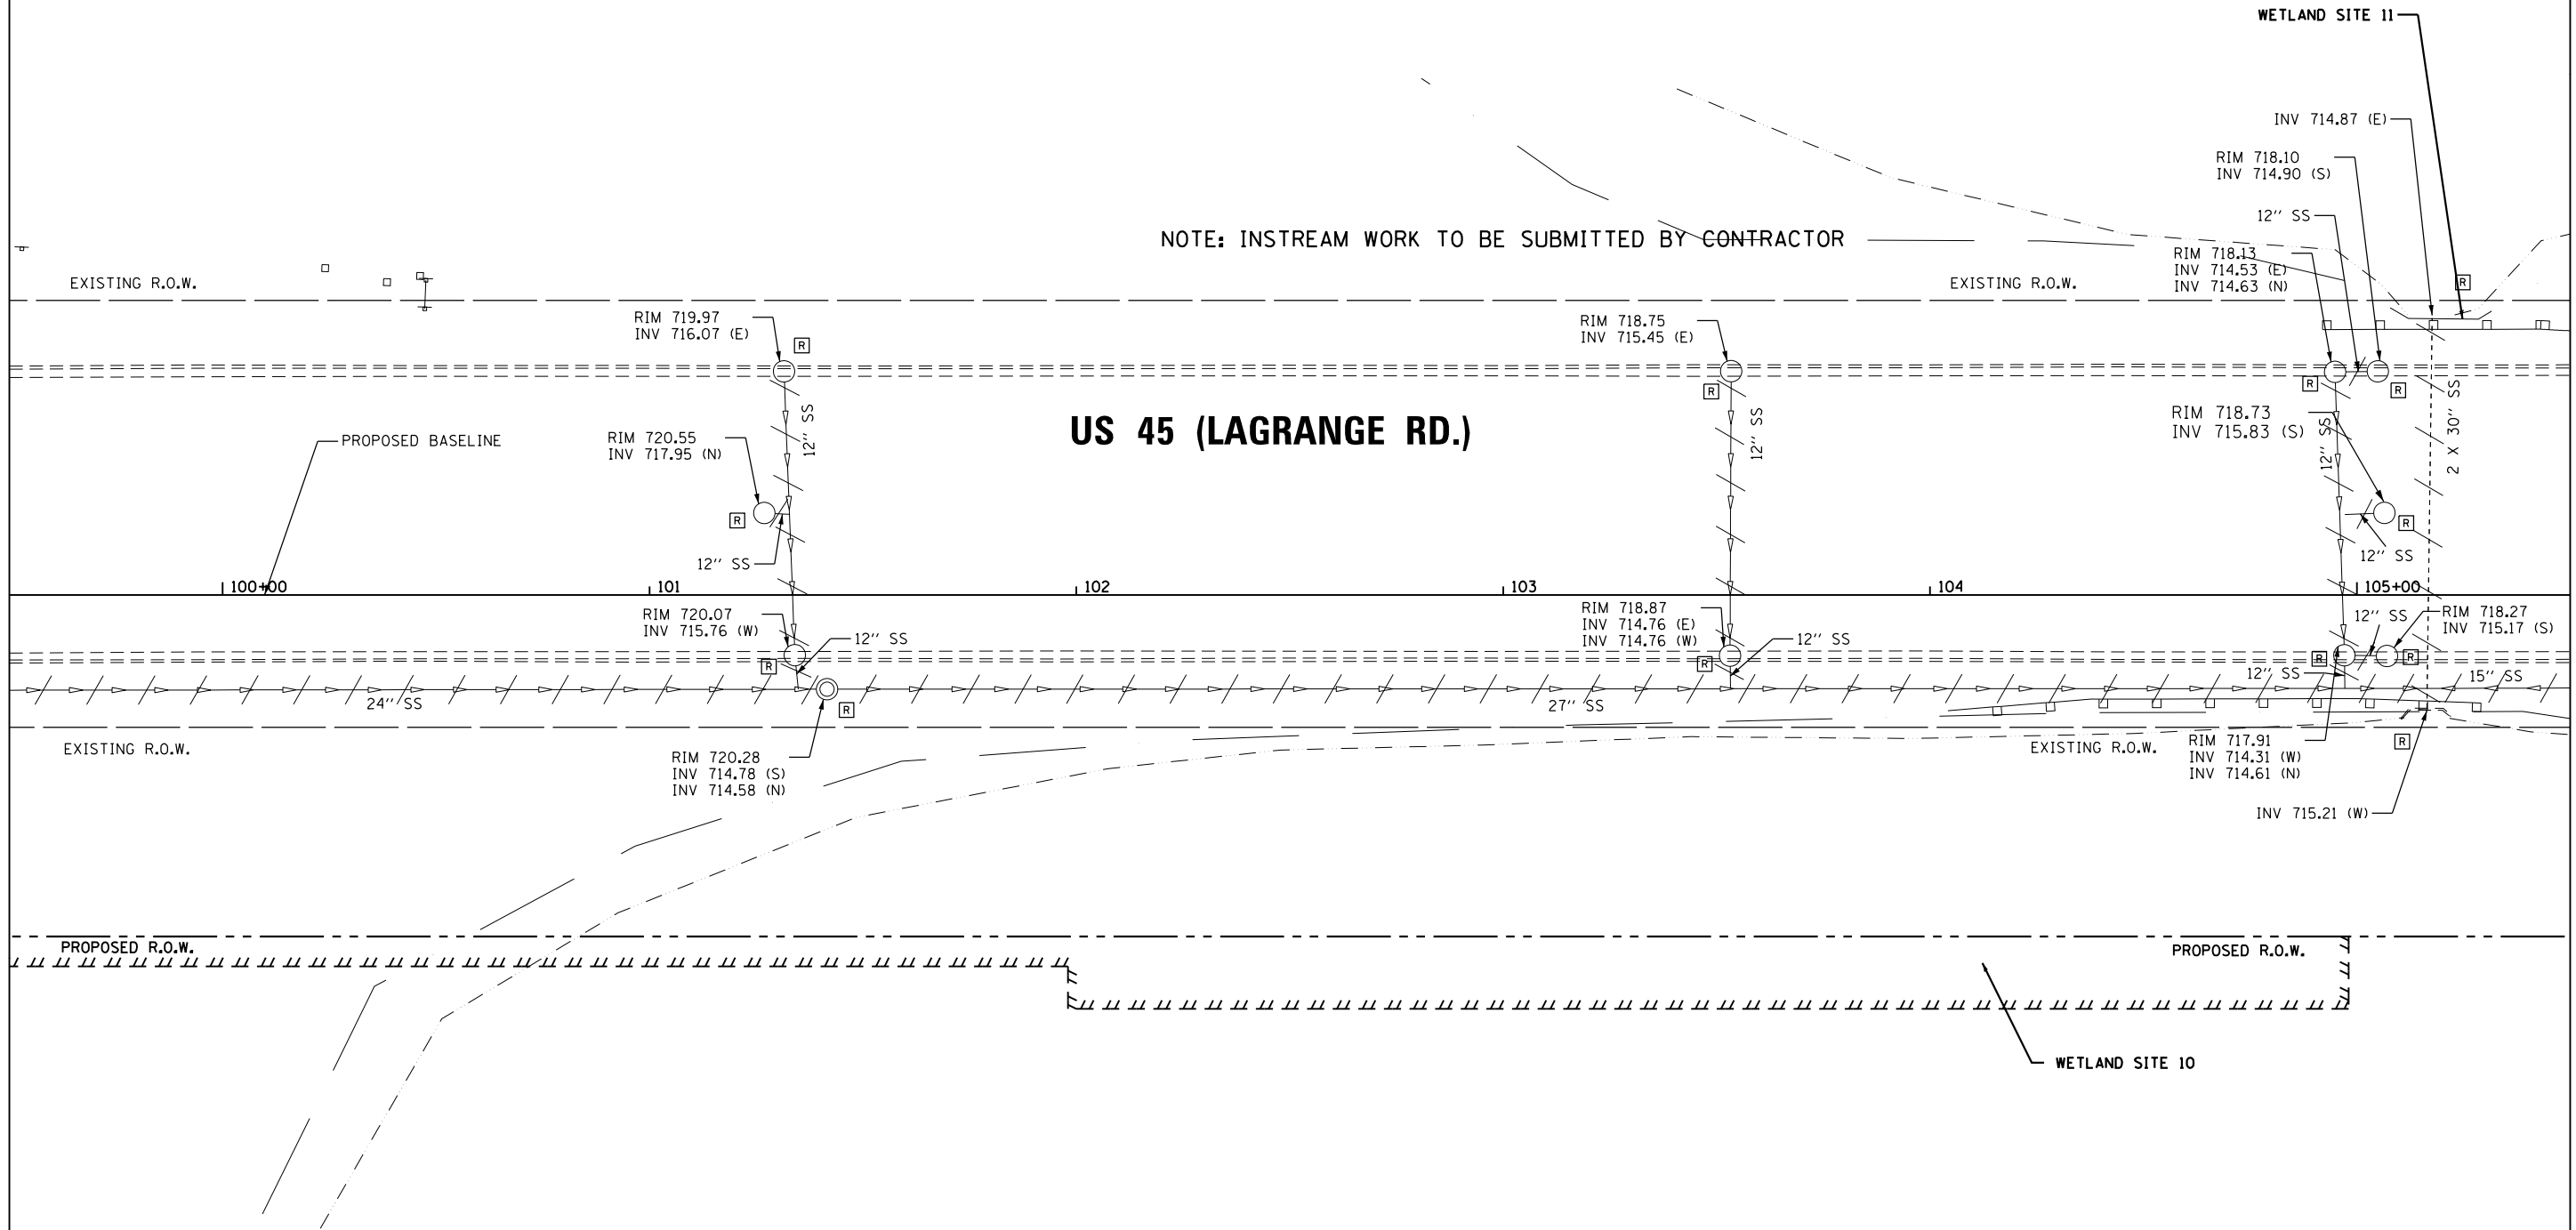 WETLAND SITE 11
INV 714.87 (E)
RIM 718.10
INV 714.90 (S)
12'' SS
NOTE: INSTREAM WORK TO BE SUBMITTED BY CONTRACTOR
RIM 718.13
INV 714.53 (E)
INV 714.63 (N)
R
EXISTING R.O.W.
EXISTING R.O.W.
RIM 719.97
INV 716.07 (E)
R
RIM 718.75
INV 715.45 (E)
R
R
R
US 45 (LAGRANGE RD.)
12'' SS
12'' SS
12'' SS
2 X 30'' SS
RIM 718.73
INV 715.83 (S)
PROPOSED BASELINE
RIM 720.55
INV 717.95 (N)
R
R
12'' SS
12'' SS
100+00
101
102
103
104
105+00
RIM 720.07
INV 715.76 (W)
12'' SS
R
RIM 718.87
INV 714.76 (E)
INV 714.76 (W)
12'' SS
R
12'' SS
RIM 718.27
INV 715.17 (S)
R
R
12'' SS
15'' SS
24'' SS
R
27'' SS
EXISTING R.O.W.
EXISTING R.O.W.
RIM 720.28
INV 714.78 (S)
INV 714.58 (N)
RIM 717.91
INV 714.31 (W)
INV 714.61 (N)
R
INV 715.21 (W)
PROPOSED R.O.W.
PROPOSED R.O.W.
WETLAND SITE 10